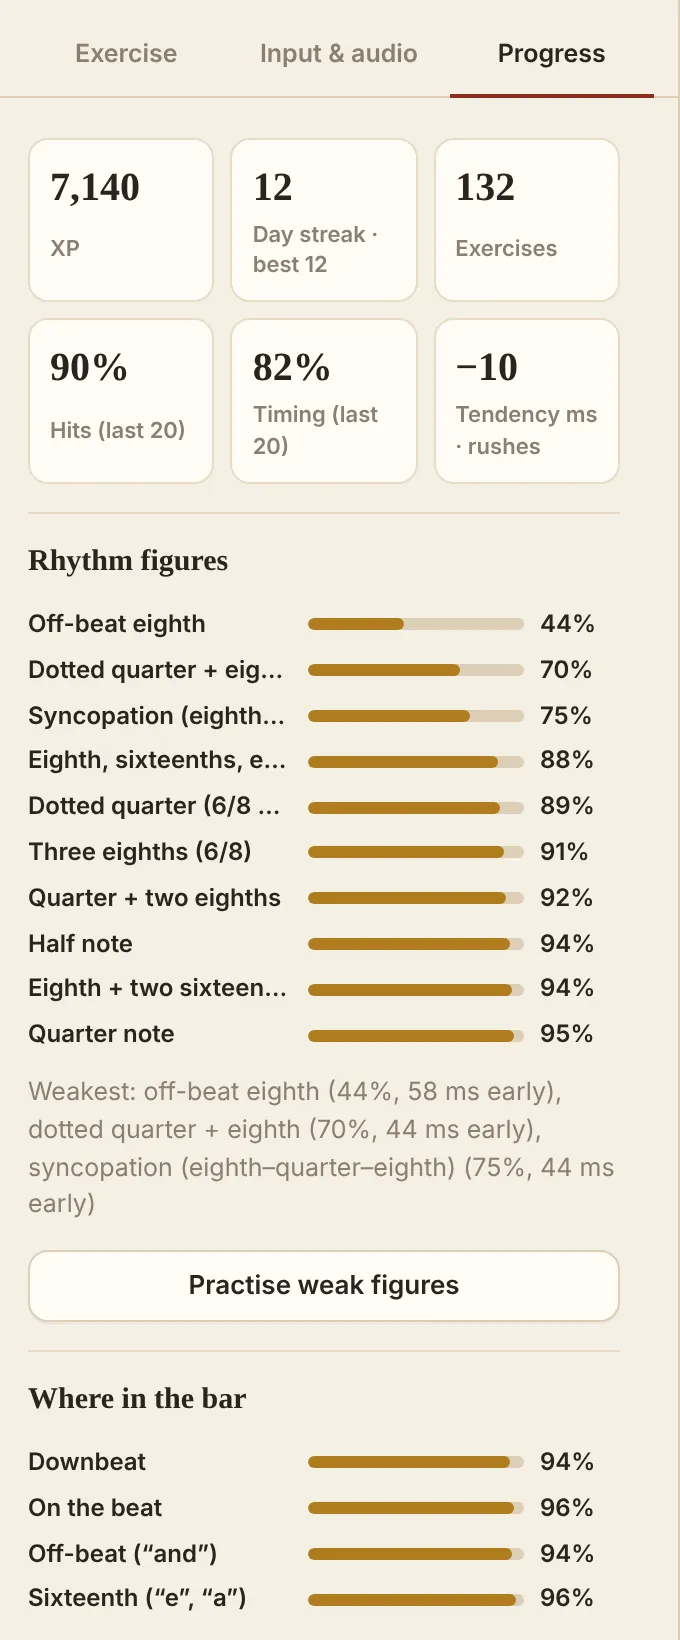 Exercise
Input & audio
Progress
7,140
XP
12
Day streak ·
best 12
132
Exercises
90%
Hits (last 20)
82%
Timing (last
20)
−10
Tendency ms
· rushes
Rhythm figures
Off-beat eighth 44%
Dotted quarter + eig... 70%
Syncopation (eighth... 75%
Eighth, sixteenths, e... 88%
Dotted quarter (6/8 ... 89%
Three eighths (6/8) 91%
Quarter + two eighths 92%
Half note 94%
Eighth + two sixteen... 94%
Quarter note 95%
Weakest: off-beat eighth (44%, 58 ms early),
dotted quarter + eighth (70%, 44 ms early),
syncopation (eighth–quarter–eighth) (75%, 44 ms
early)
Practise weak figures
Where in the bar
Downbeat 94%
On the beat 96%
Off-beat (“and”) 94%
Sixteenth (“e”, “a”) 96%